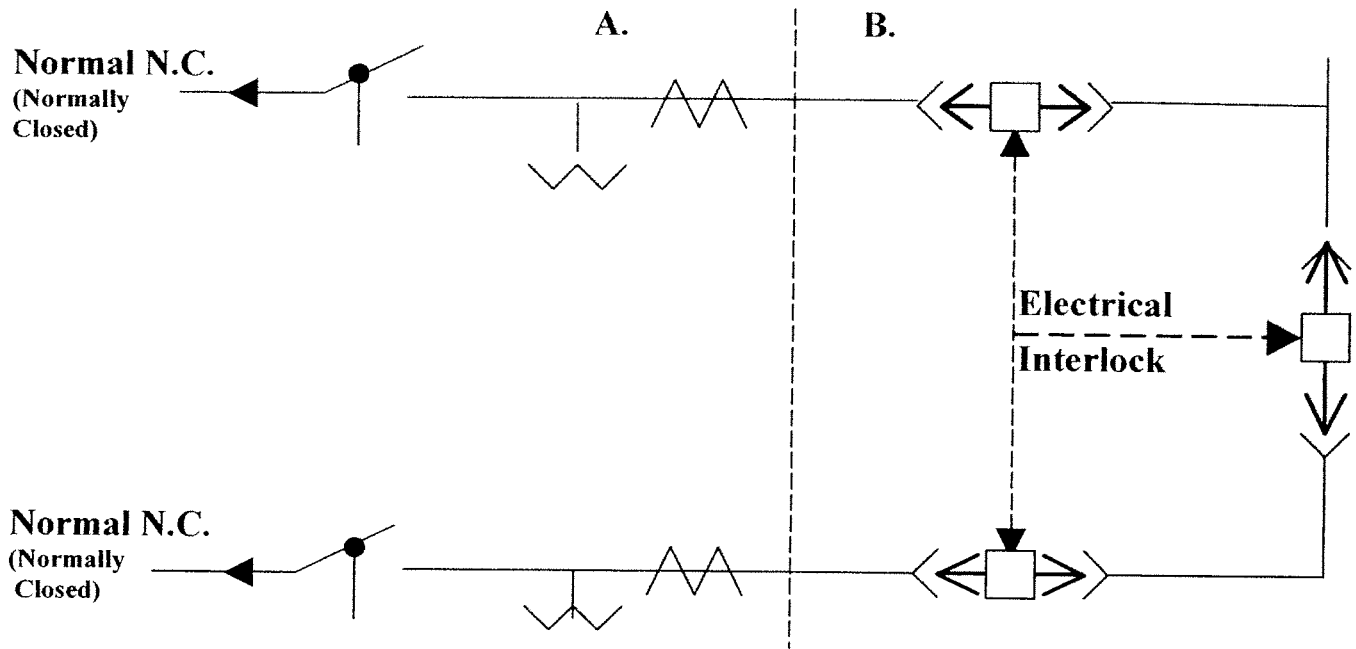 A.
B.
Normal N.C.
(Normally
Closed)
Electrical
Interlock
Normal N.C.
(Normally
Closed)